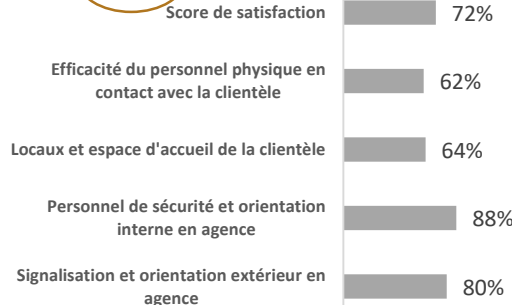 Score de satisfaction 72%
Efficacité du personnel physique en
contact avec la clientèle
62%
Locaux et espace d'accueil de la clientèle 64%
Personnel de sécurité et orientation
interne en agence
88%
Signalisation et orientation extérieur en
agence
80%